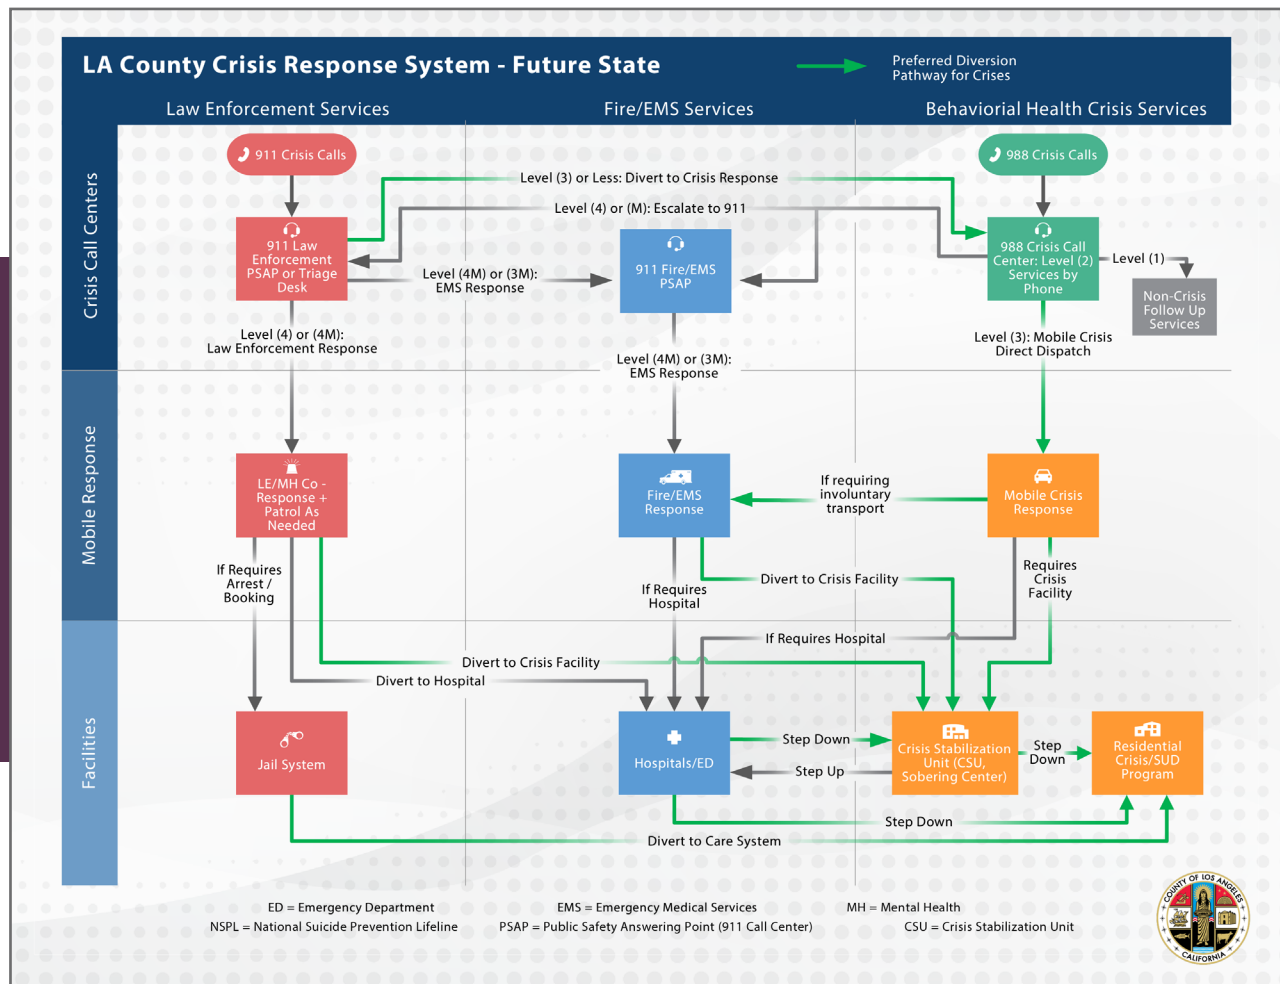 LA County Crisis Response System - Future State
Preferred Diversion
Pathway for Crises
Law Enforcement Services
Fire/EMS Services
Behaviorial Health Crisis Services
Crisis Call Centers
911 Crisis Calls
988 Crisis Calls
Level (3) or Less: Divert to Crisis Response
Level (4) or (M): Escalate to 911
911 Law
Enforcement
PSAP or Triage
Desk
Level (4M) or (3M):
EMS Response
911 Fire/EMS
PSAP
988 Crisis Call
Center: Level (2)
Services by
Phone
Level (1)
Non-Crisis
Follow Up
Services
Level (4) or (4M):
Law Enforcement Response
Level (4M) or (3M):
EMS Response
Level (3): Mobile Crisis
Direct Dispatch
Mobile Response
LE/MH Co -
Response +
Patrol As
Needed
Fire/EMS
Response
If requiring
involuntary
transport
Mobile Crisis
Response
If Requires
Arrest /
Booking
If Requires
Hospital
Divert to Crisis Facility
Requires
Crisis
Facility
Facilities
If Requires Hospital
Divert to Crisis Facility
Divert to Hospital
Jail System
Hospitals/ED
Step Down
Step Up
Crisis Stabilization
Unit (CSU,
Sobering Center)
Step
Down
Residential
Crisis/SUD
Program
Step Down
Divert to Care System
ED = Emergency Department
EMS = Emergency Medical Services
MH = Mental Health
NSPL = National Suicide Prevention Lifeline
PSAP = Public Safety Answering Point (911 Call Center)
CSU = Crisis Stabilization Unit
COUNTY OF LOS ANGELES
CALIFORNIA